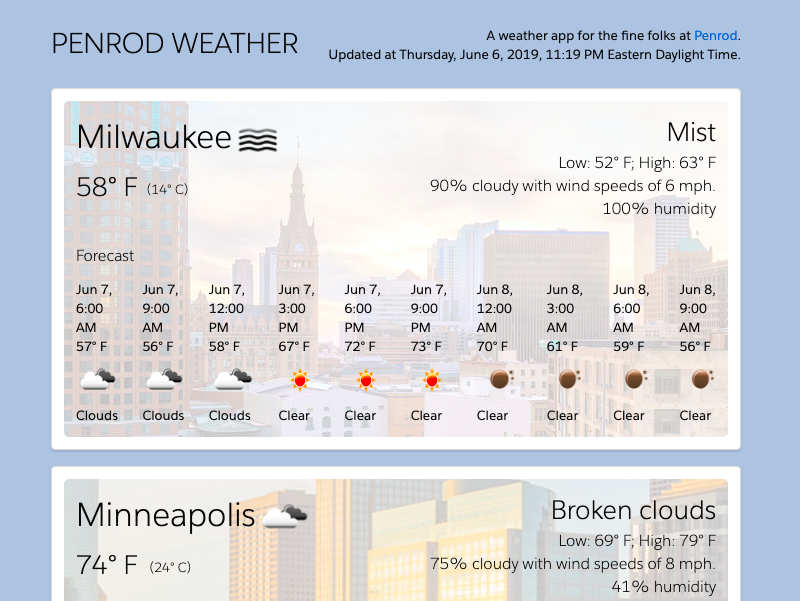 PENROD WEATHER
A weather app for the fine folks at Penrod.
Updated at Thursday, June 6, 2019, 11:19 PM Eastern Daylight Time.
Milwaukee
Mist
58° F (14° C)
Low: 52° F; High: 63° F
90% cloudy with wind speeds of 6 mph.
100% humidity
Forecast
Jun 7, 6:00 AM 57° F Clouds
Jun 7, 9:00 AM 56° F Clouds
Jun 7, 12:00 PM 58° F Clouds
Jun 7, 3:00 PM 67° F Clear
Jun 7, 6:00 PM 72° F Clear
Jun 7, 9:00 PM 73° F Clear
Jun 8, 12:00 AM 70° F Clear
Jun 8, 3:00 AM 61° F Clear
Jun 8, 6:00 AM 59° F Clear
Jun 8, 9:00 AM 56° F Clear
Minneapolis
Broken clouds
74° F (24° C)
Low: 69° F; High: 79° F
75% cloudy with wind speeds of 8 mph.
41% humidity